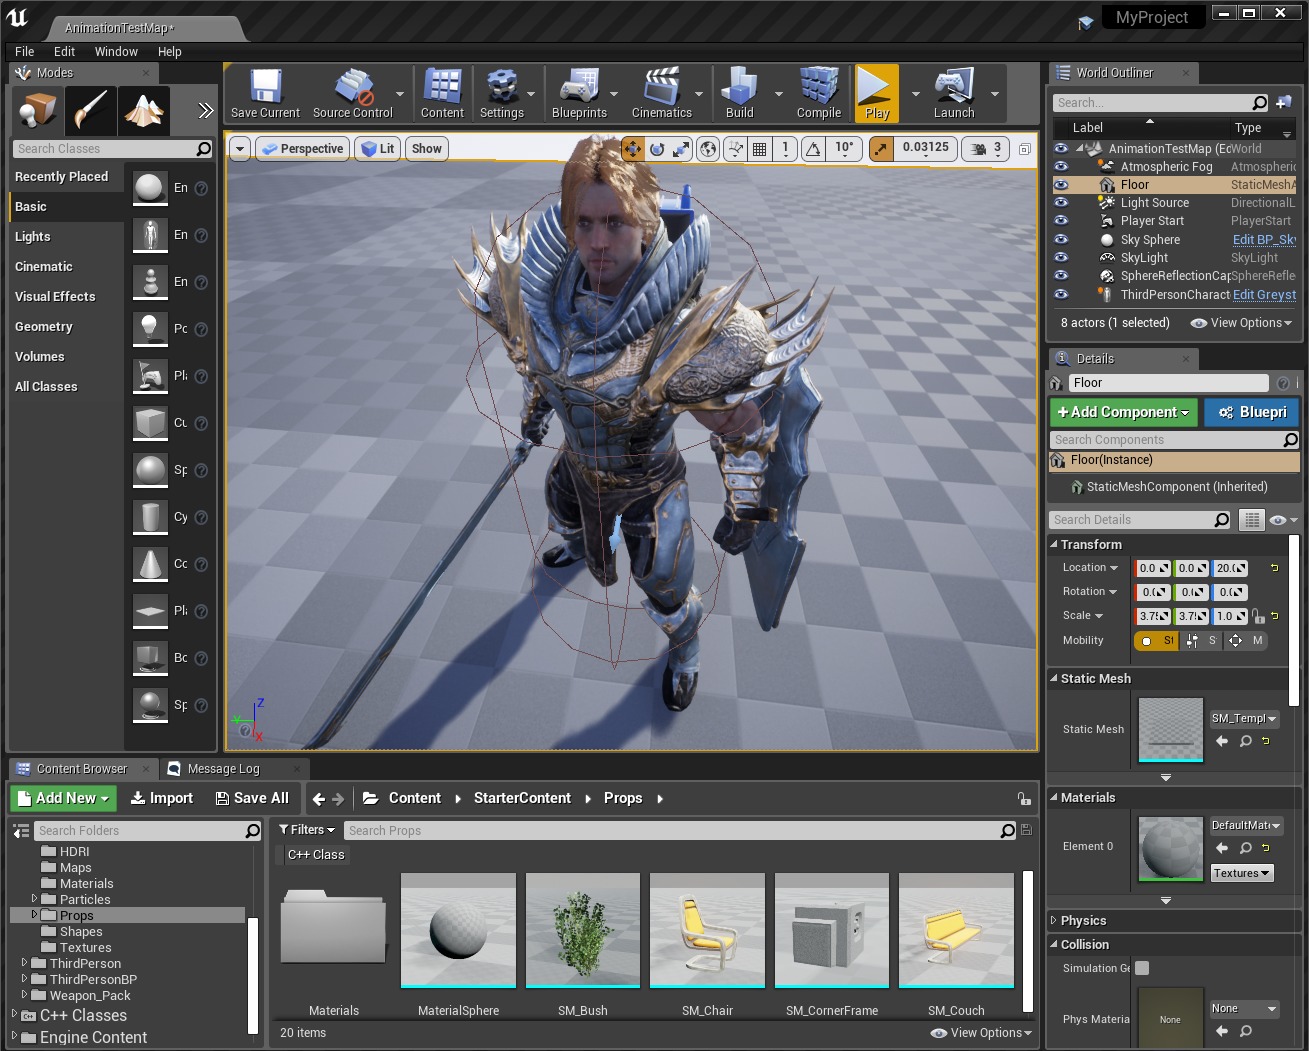 AnimationTestMap*
MyProject
File Edit Window Help
Modes
Search Classes
Recently Placed
Basic
Lights
Cinematic
Visual Effects
Geometry
Volumes
All Classes
En
En
En
Po
Pla
Cu
Sp
Cy
Co
Pla
Bo
Sp
Save Current
Source Control
Content
Settings
Blueprints
Cinematics
Build
Compile
Play
Launch
Perspective
Lit
Show
1
10°
0.03125
3
Z
Y
X
World Outliner
Search...
Label Type
AnimationTestMap (Ed World
Atmospheric Fog Atmospheric
Floor StaticMeshA
Light Source DirectionalL
Player Start PlayerStart
Sky Sphere Edit BP_Sky
SkyLight SkyLight
SphereReflectionCap SphereRefle
ThirdPersonCharact Edit Greyst
8 actors (1 selected) View Options
Details
Floor
+Add Component Bluepri
Search Components
Floor(Instance)
StaticMeshComponent (Inherited)
Search Details
Transform
Location 0.0 0.0 20.0
Rotation 0.0 0.0 0.0
Scale 3.75 3.75 1.0
Mobility St S M
Static Mesh
Static Mesh
SM_Templ
Materials
Element 0
DefaultMate
Textures
Physics
Collision
Simulation Ge
Phys Materia
None
None
Content Browser
Message Log
Add New Import Save All Content StarterContent Props
Search Folders
HDRI
Maps
Materials
Particles
Props
Shapes
Textures
ThirdPerson
ThirdPersonBP
Weapon_Pack
C++ Classes
Engine Content
Filters Search Props
C++ Class
Materials
MaterialSphere
SM_Bush
SM_Chair
SM_CornerFrame
SM_Couch
20 items View Options